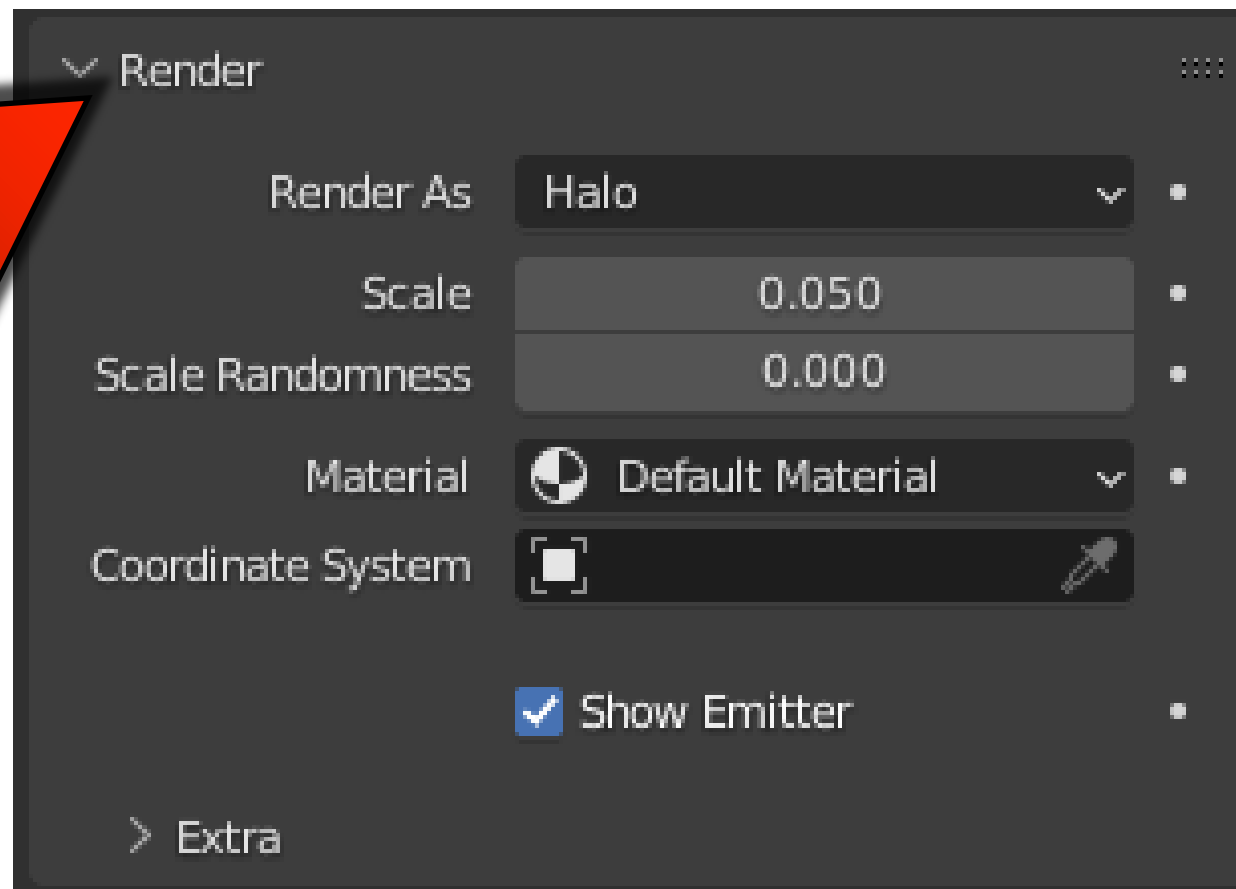 Render
Render As Halo
Scale 0.050
Scale Randomness 0.000
Material Default Material
Coordinate System
Show Emitter
Extra